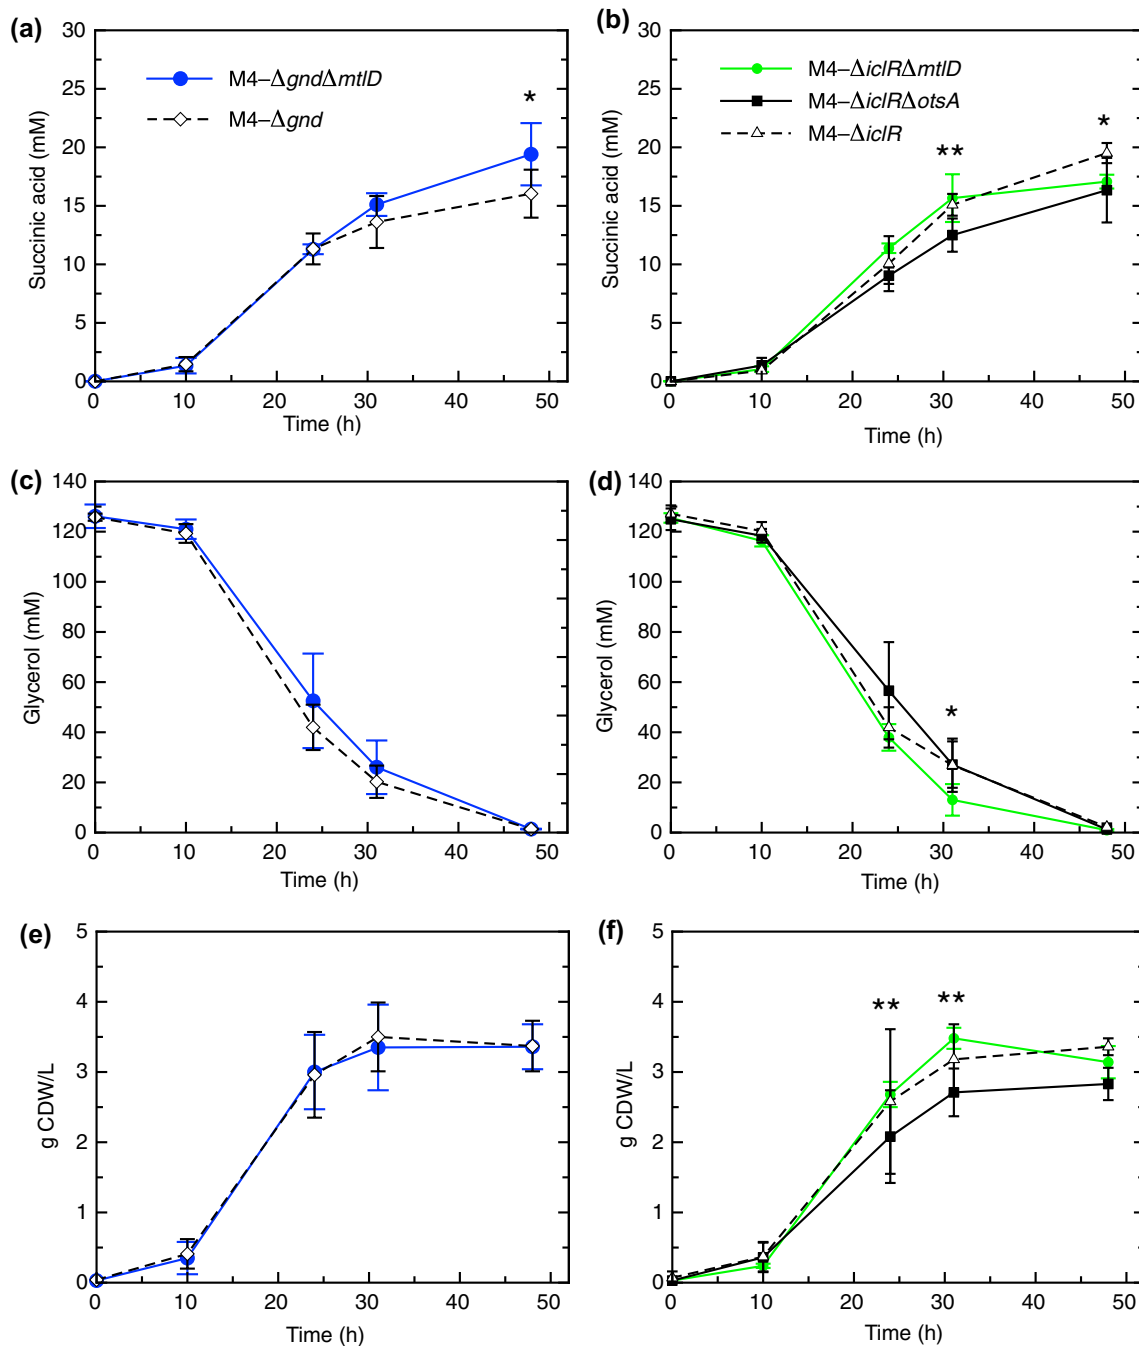 (a)
30
25
20
15
10
5
0
Succinic acid (mM)
M4–ΔgndΔmtlD
M4–Δgnd
*
0 10 20 30 40 50
Time (h)
(b)
30
25
20
15
10
5
0
Succinic acid (mM)
M4–ΔiclRΔmtlD
M4–ΔiclRΔotsA
M4–ΔiclR
**
*
0 10 20 30 40 50
Time (h)
(c)
140
120
100
80
60
40
20
0
Glycerol (mM)
0 10 20 30 40 50
Time (h)
(d)
140
120
100
80
60
40
20
0
Glycerol (mM)
*
0 10 20 30 40 50
Time (h)
(e)
5
4
3
2
1
0
g CDW/L
0 10 20 30 40 50
Time (h)
(f)
5
4
3
2
1
0
g CDW/L
** **
0 10 20 30 40 50
Time (h)